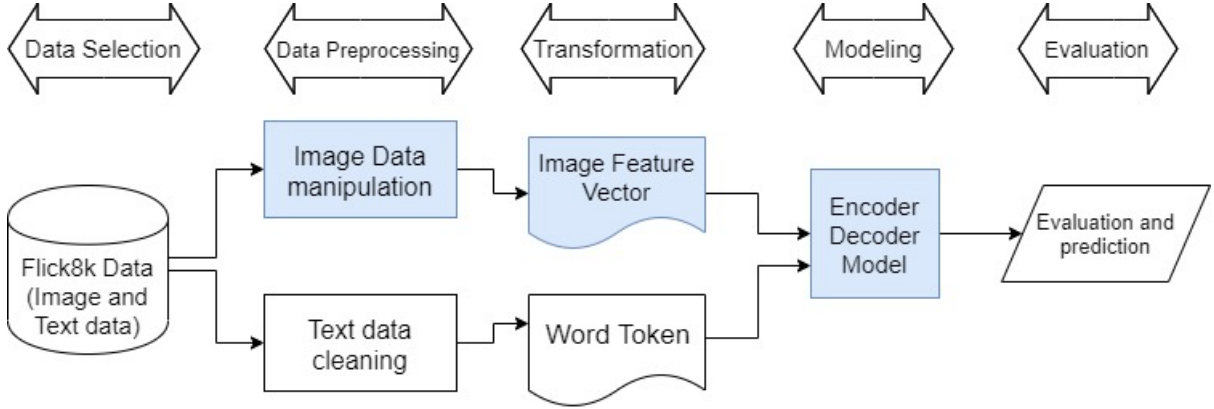 Data Selection
Data Preprocessing
Transformation
Modeling
Evaluation
Image Data
manipulation
Image Feature
Vector
Encoder
Decoder
Model
Evaluation and
prediction
Flick8k Data
(Image and
Text data)
Text data
cleaning
Word Token